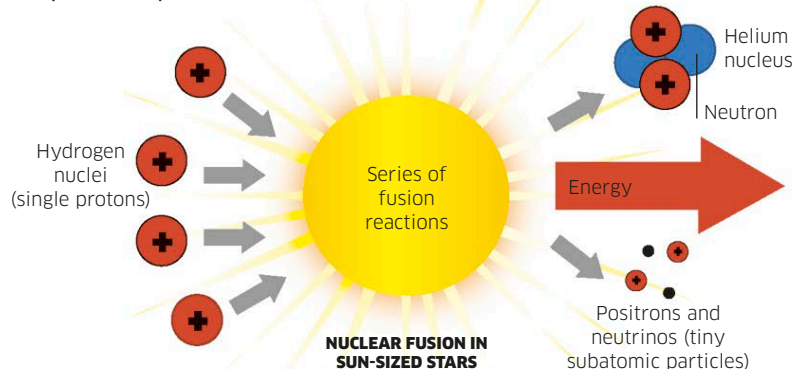 Hydrogen
nuclei
(single protons)
Series of
fusion
reactions
Helium
nucleus
Neutron
Energy
Positrons and
neutrinos (tiny
subatomic particles)
NUCLEAR FUSION IN
SUN-SIZED STARS